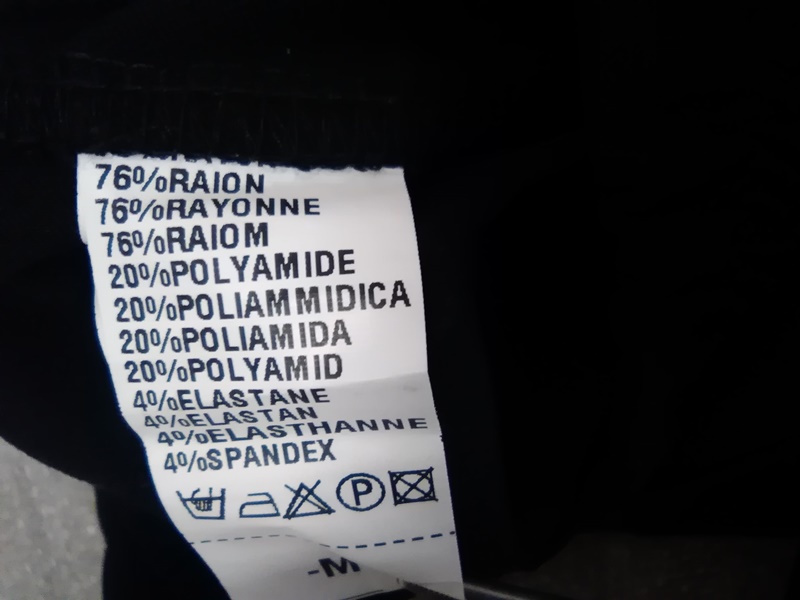 76%RAION
76%RAYONNE
76%RAIOM
20%POLYAMIDE
20%POLIAMMIDICA
20%POLIAMIDA
20%POLYAMID
4%ELASTANE
4%ELASTAN
4%ELASTHANNE
4%SPANDEX
P
-M